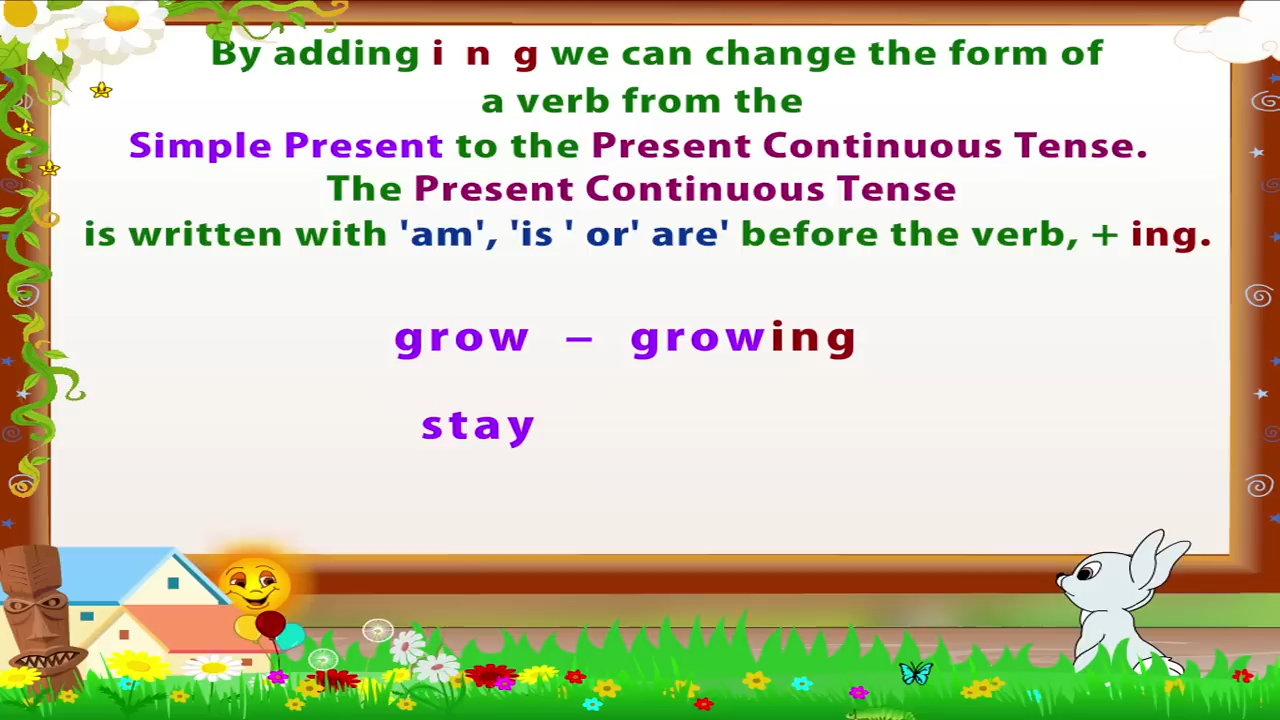 By adding i n g we can change the form of
a verb from the
Simple Present to the Present Continuous Tense.
The Present Continuous Tense
is written with 'am', 'is ' or' are' before the verb, + ing.
grow – growing
stay